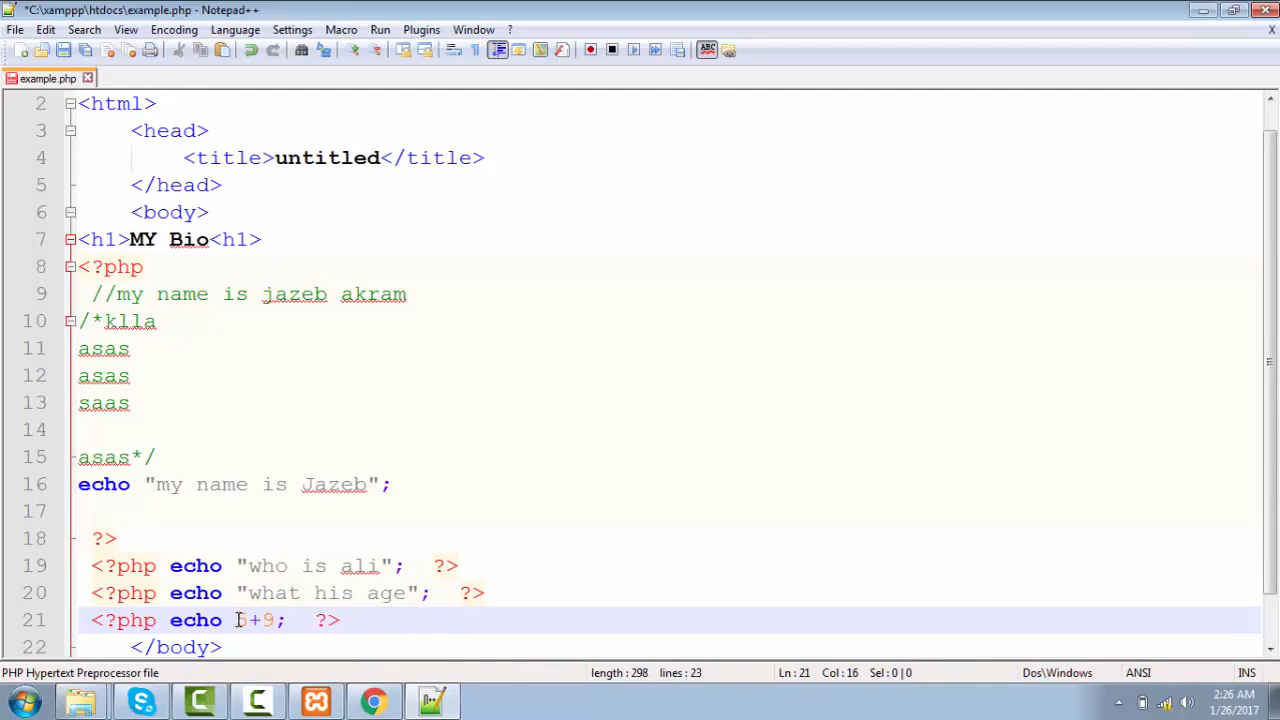 *C:\xamppp\htdocs\example.php - Notepad++
File Edit Search View Encoding Language Settings Macro Run Plugins Window ? X
example.php
2 <html>
3 <head>
4 <title>untitled</title>
5 </head>
6 <body>
7 <h1>MY Bio<h1>
8 <?php
9 //my name is jazeb akram
10 /*klla
11 asas
12 asas
13 saas
14
15 asas*/
16 echo "my name is Jazeb";
17
18 ?>
19 <?php echo "who is ali"; ?>
20 <?php echo "what his age"; ?>
21 <?php echo +9; ?>
22 </body>
PHP Hypertext Preprocessor file length : 298 lines : 23 Ln : 21 Col : 16 Sel : 0 | 0 Dos\Windows ANSI INS
2:26 AM
1/26/2017